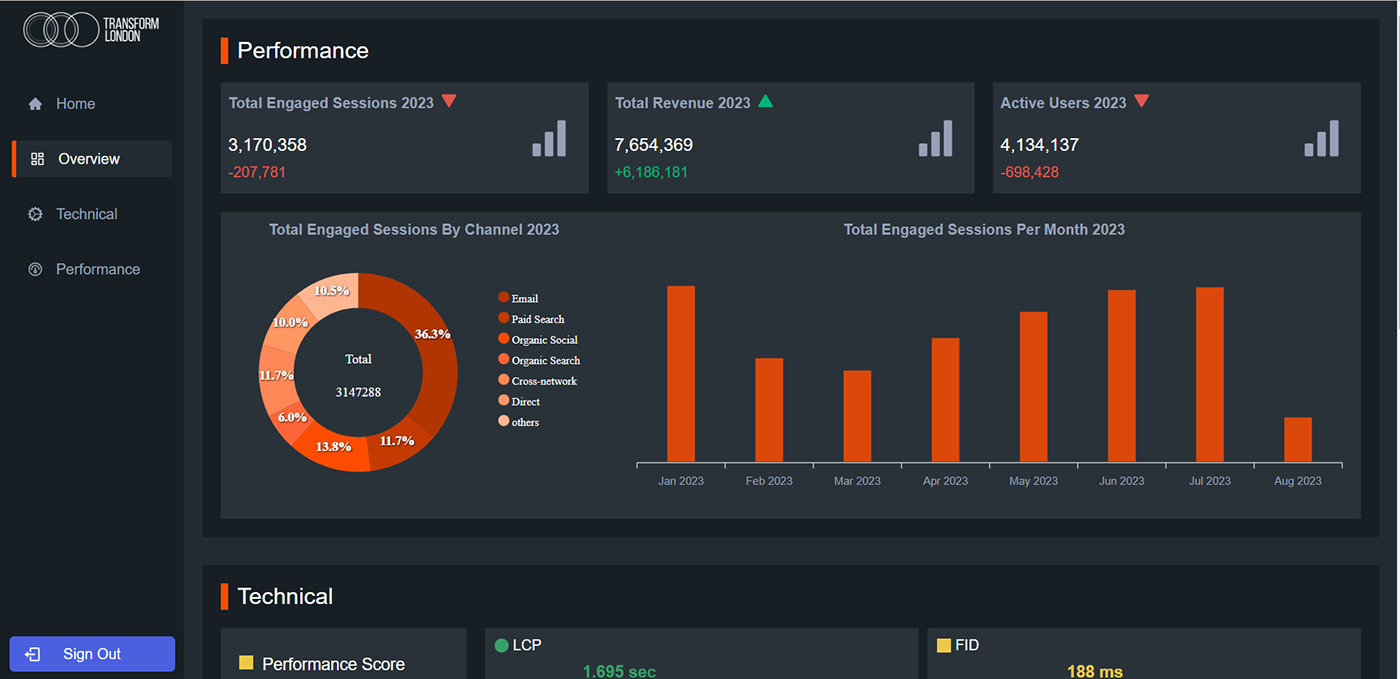 TRANSFORM
LONDON
Home
Overview
Technical
Performance
Sign Out
Performance
Total Engaged Sessions 2023
3,170,358
-207,781
Total Revenue 2023
7,654,369
+6,186,181
Active Users 2023
4,134,137
-698,428
Total Engaged Sessions By Channel 2023
10.5%
10.0%
36.3%
11.7%
6.0%
13.8%
11.7%
Total
3147288
Email
Paid Search
Organic Social
Organic Search
Cross-network
Direct
others
Total Engaged Sessions Per Month 2023
Jan 2023
Feb 2023
Mar 2023
Apr 2023
May 2023
Jun 2023
Jul 2023
Aug 2023
Technical
Performance Score
LCP
1.695 sec
FID
188 ms